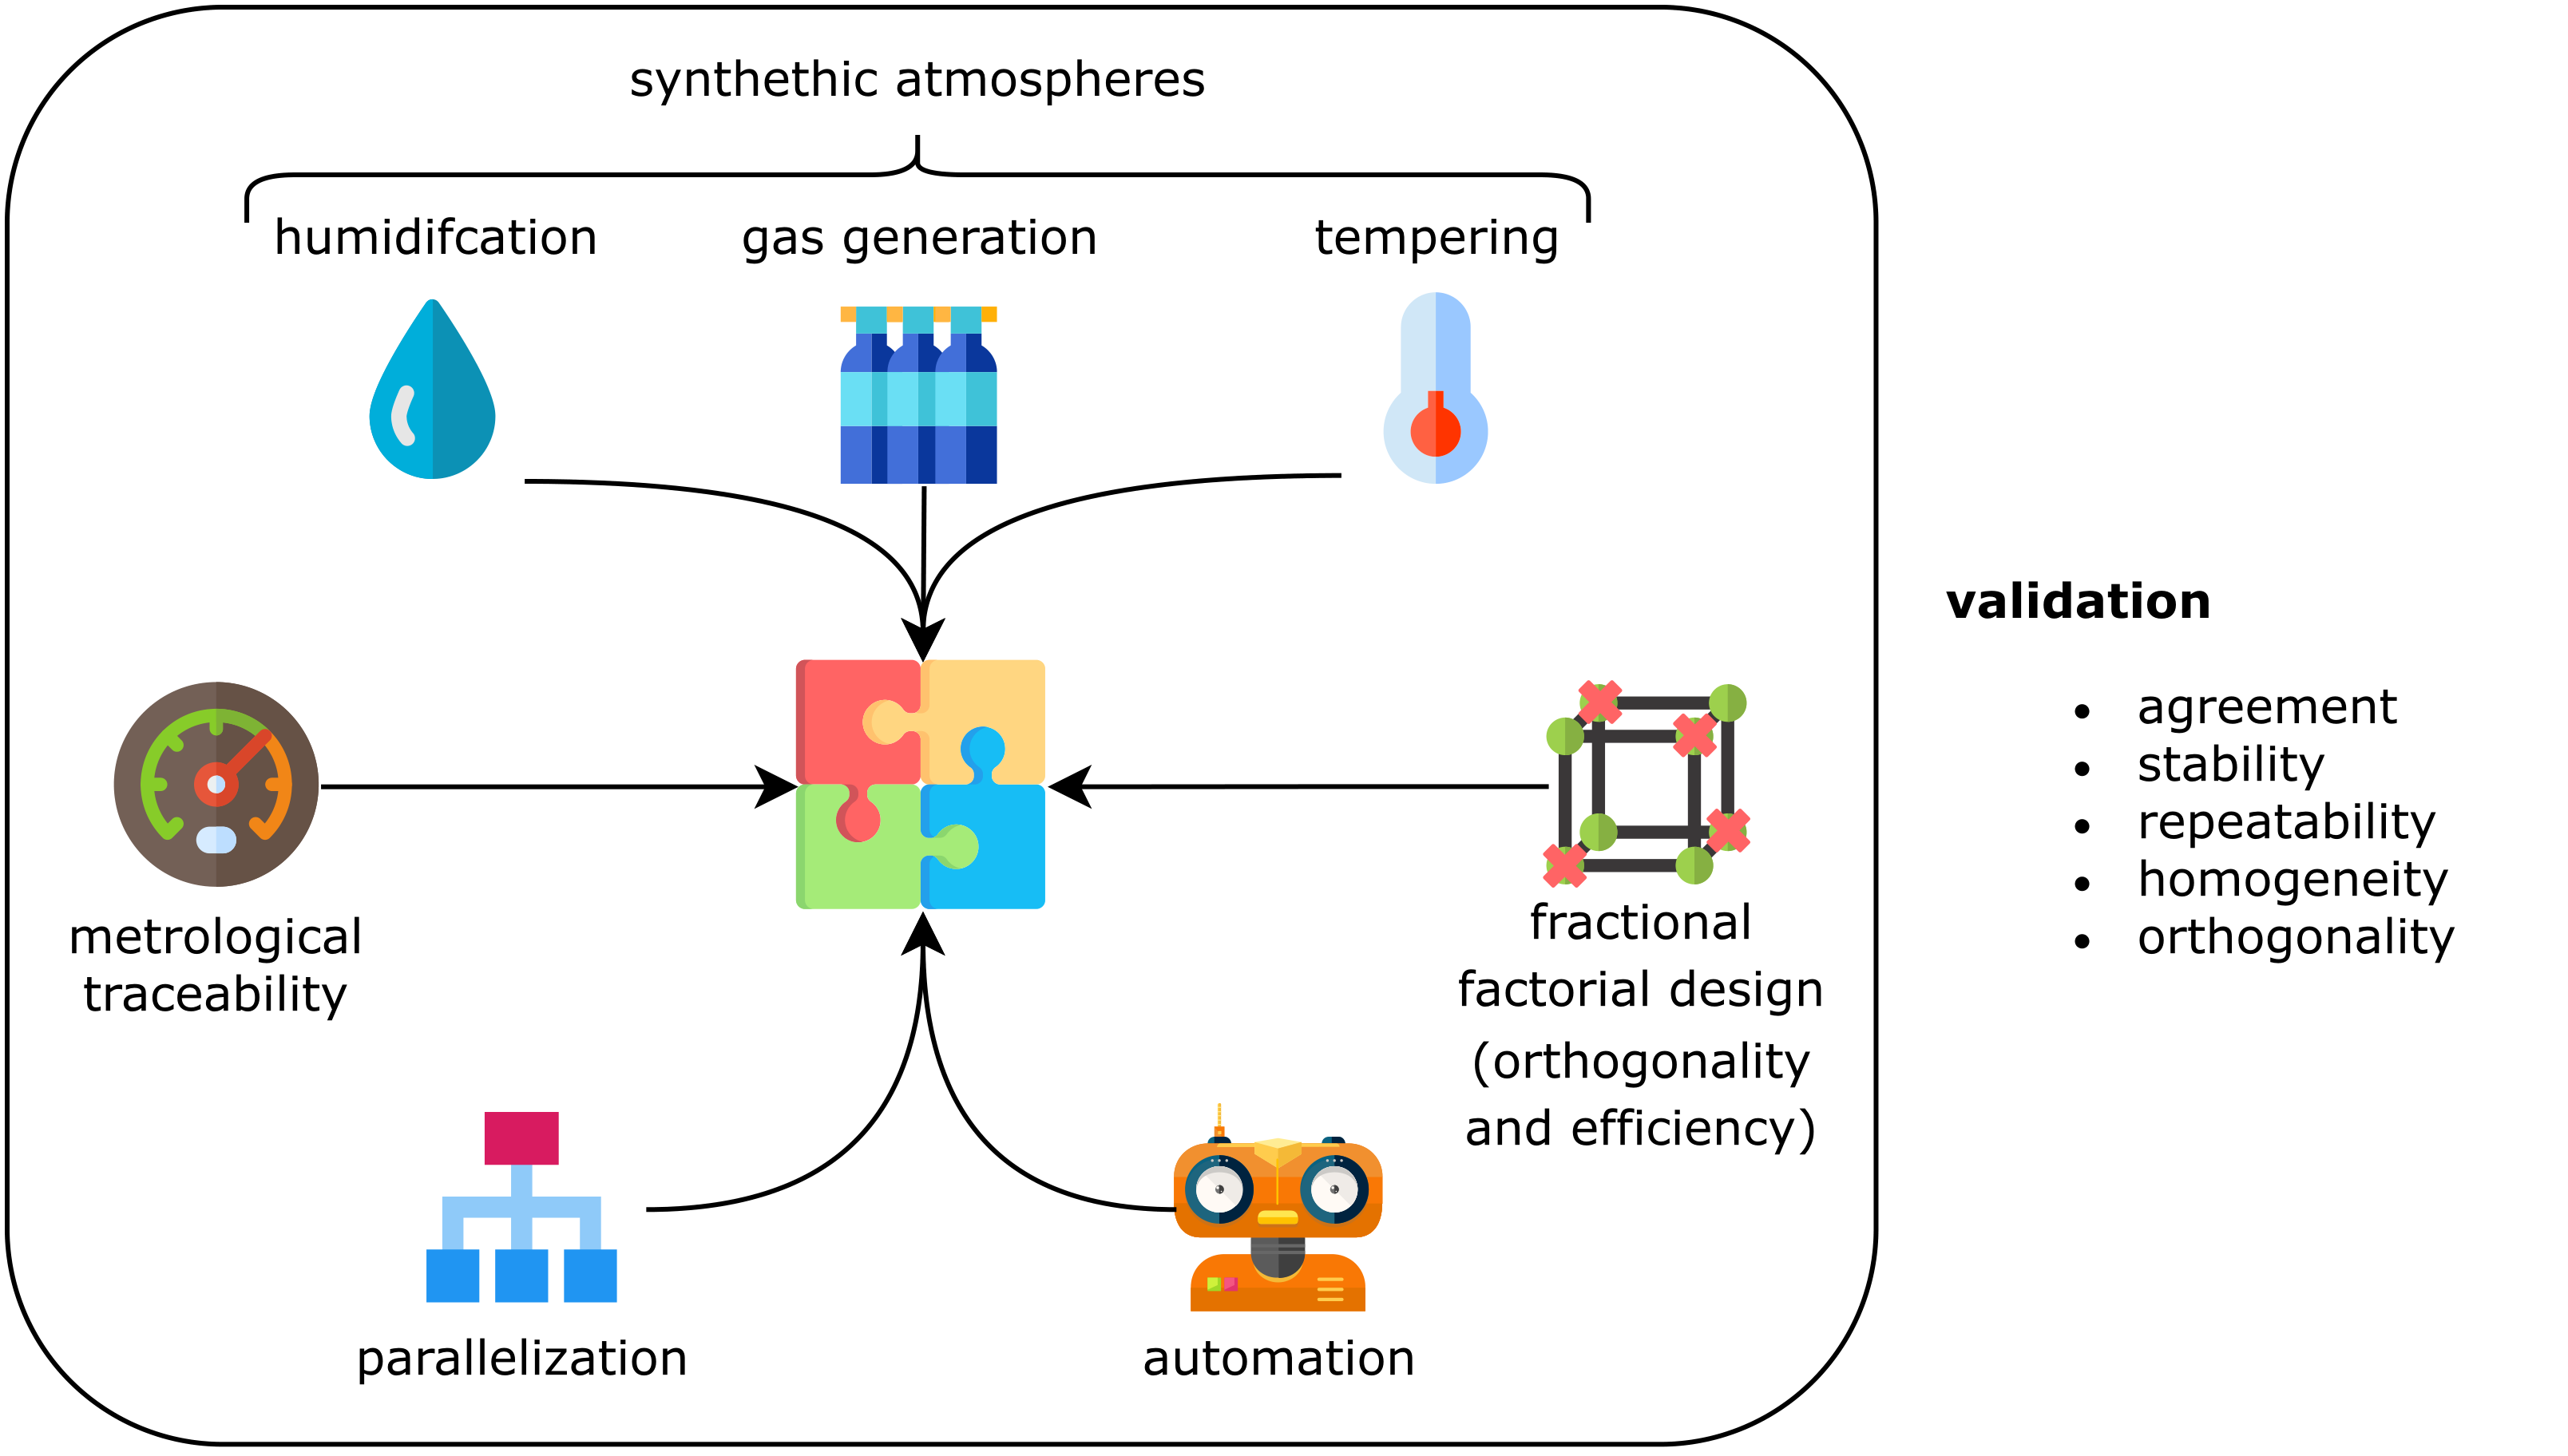 synthethic atmospheres
humidifcation
gas generation
tempering
metrological
traceability
fractional
factorial design
(orthogonality
and efficiency)
parallelization
automation
validation
• agreement
• stability
• repeatability
• homogeneity
• orthogonality